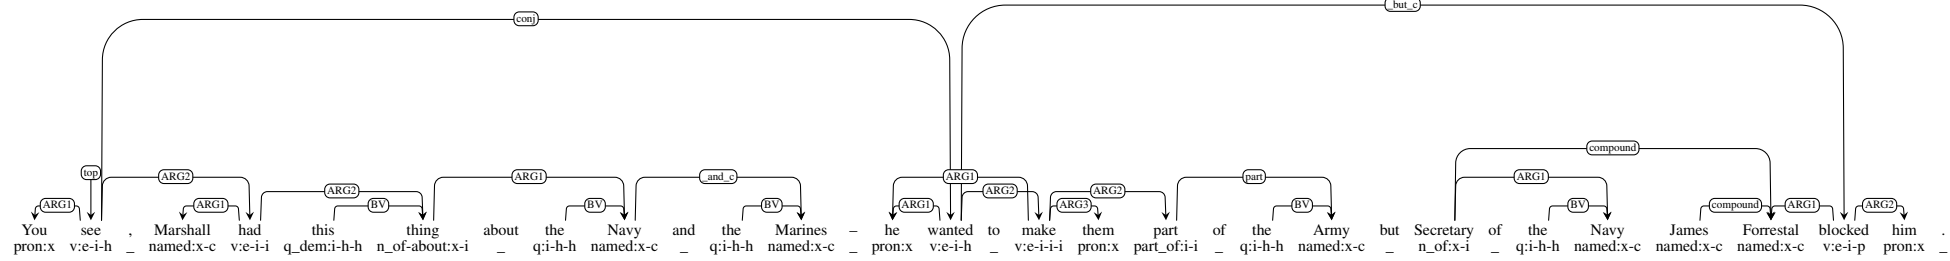 _but_c
conj
compound
top ARG2 ARG1 _and_c ARG1 part ARG1
ARG2 ARG2 ARG2
ARG1 ARG1 BV BV BV ARG1 ARG3 BV BV compound ARG1 ARG2
You see , Marshall had this thing about the Navy and the Marines – he wanted to make them part of the Army but Secretary of the Navy James Forrestal blocked him .
pron:x v:e-i-h _ named:x-c v:e-i-i q_dem:i-h-h n_of-about:x-i _ q:i-h-h named:x-c _ q:i-h-h named:x-c _ pron:x v:e-i-h _ v:e-i-i-i pron:x part_of:i-i _ q:i-h-h named:x-c _ n_of:x-i _ q:i-h-h named:x-c named:x-c named:x-c v:e-i-p pron:x _